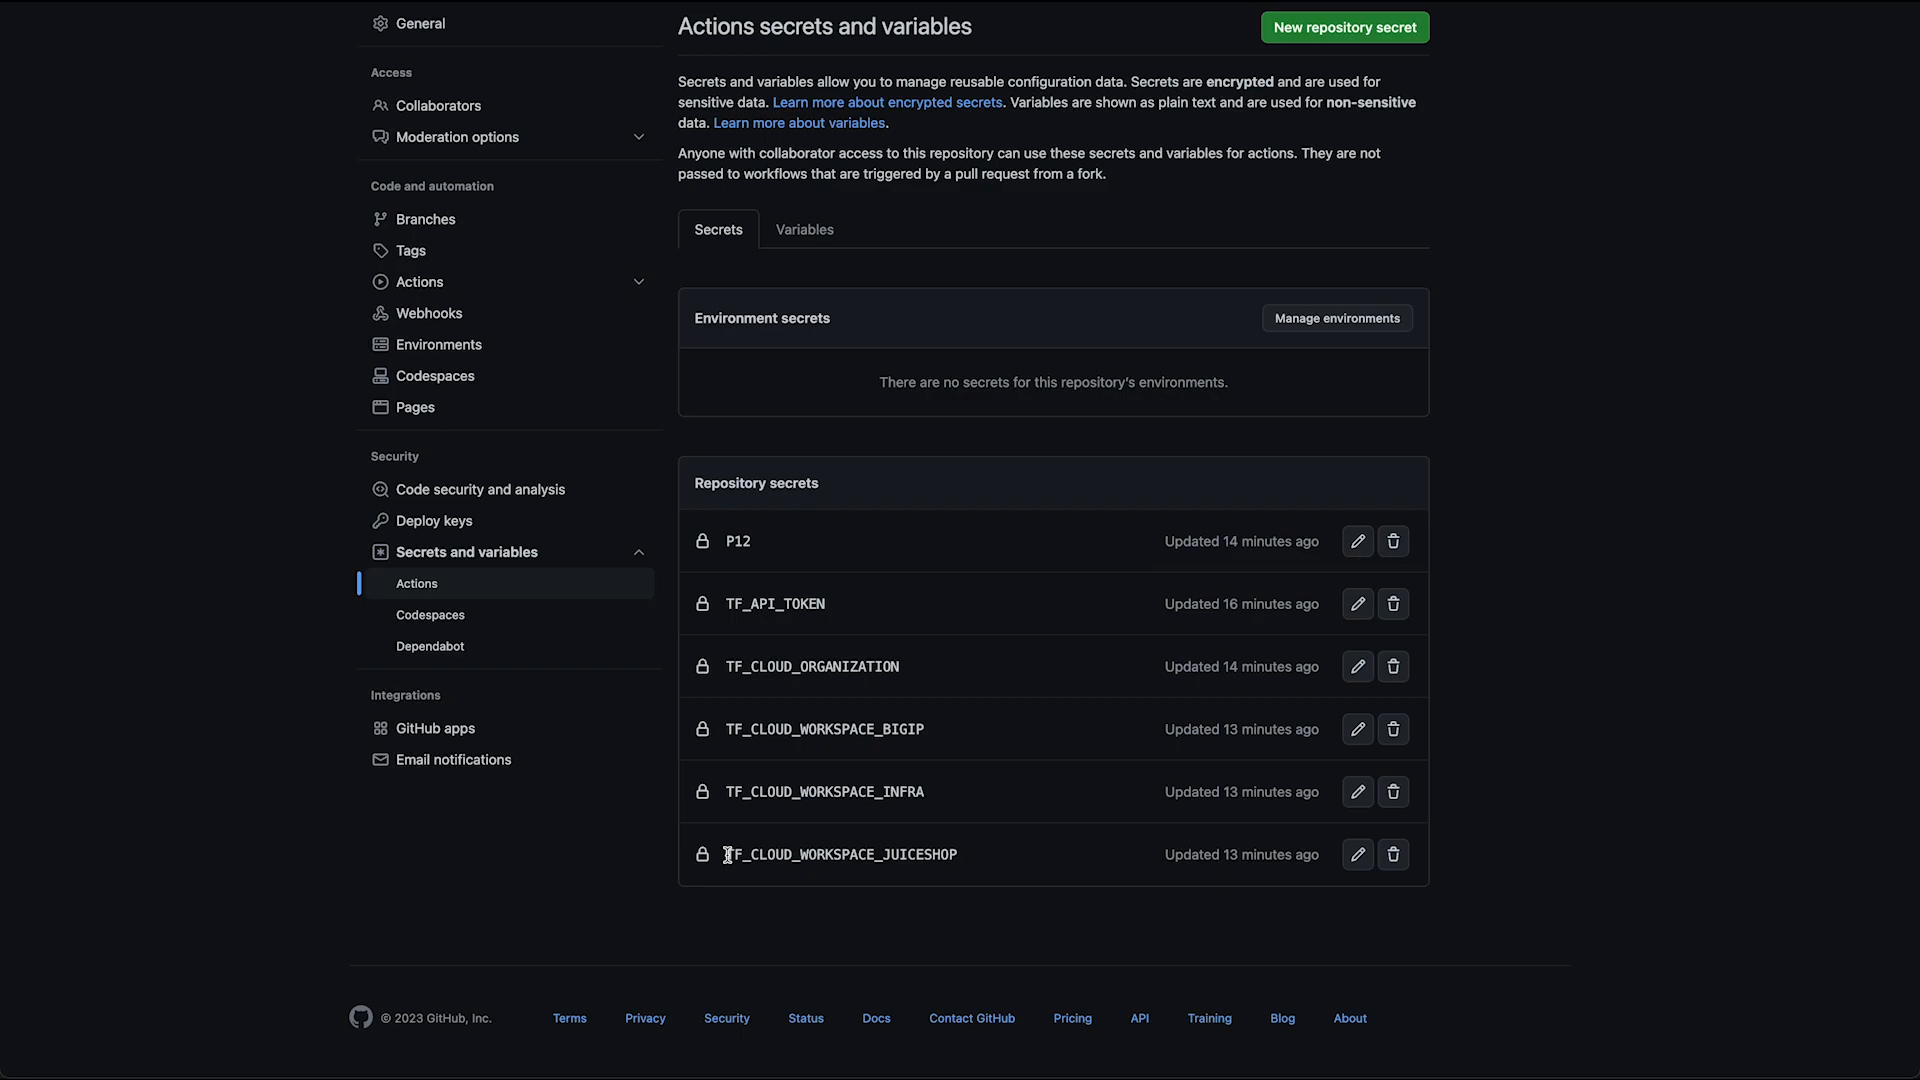 General
Access
Collaborators
Moderation options
Code and automation
Branches
Tags
Actions
Webhooks
Environments
Codespaces
Pages
Security
Code security and analysis
Deploy keys
Secrets and variables
Actions
Codespaces
Dependabot
Integrations
GitHub apps
Email notifications
Actions secrets and variables
New repository secret
Secrets and variables allow you to manage reusable configuration data. Secrets are encrypted and are used for
sensitive data. Learn more about encrypted secrets. Variables are shown as plain text and are used for non-sensitive
data. Learn more about variables.
Anyone with collaborator access to this repository can use these secrets and variables for actions. They are not
passed to workflows that are triggered by a pull request from a fork.
Secrets Variables
Environment secrets Manage environments
There are no secrets for this repository's environments.
Repository secrets
P12 Updated 14 minutes ago
TF_API_TOKEN Updated 16 minutes ago
TF_CLOUD_ORGANIZATION Updated 14 minutes ago
TF_CLOUD_WORKSPACE_BIGIP Updated 13 minutes ago
TF_CLOUD_WORKSPACE_INFRA Updated 13 minutes ago
TF_CLOUD_WORKSPACE_JUICESHOP Updated 13 minutes ago
© 2023 GitHub, Inc. Terms Privacy Security Status Docs Contact GitHub Pricing API Training Blog About